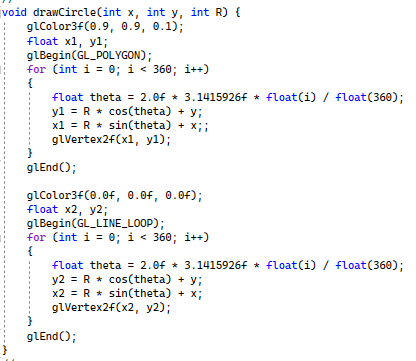 void drawCircle(int x, int y, int R) {
glColor3f(0.9, 0.9, 0.1);
float x1, y1;
glBegin(GL_POLYGON);
for (int i = 0; i < 360; i++)
{
float theta = 2.0f * 3.1415926f * float(i) / float(360);
y1 = R * cos(theta) + y;
x1 = R * sin(theta) + x;;
glVertex2f(x1, y1);
}
glEnd();
glColor3f(0.0f, 0.0f, 0.0f);
float x2, y2;
glBegin(GL_LINE_LOOP);
for (int i = 0; i < 360; i++)
{
float theta = 2.0f * 3.1415926f * float(i) / float(360);
y2 = R * cos(theta) + y;
x2 = R * sin(theta) + x;
glVertex2f(x2, y2);
}
glEnd();
}